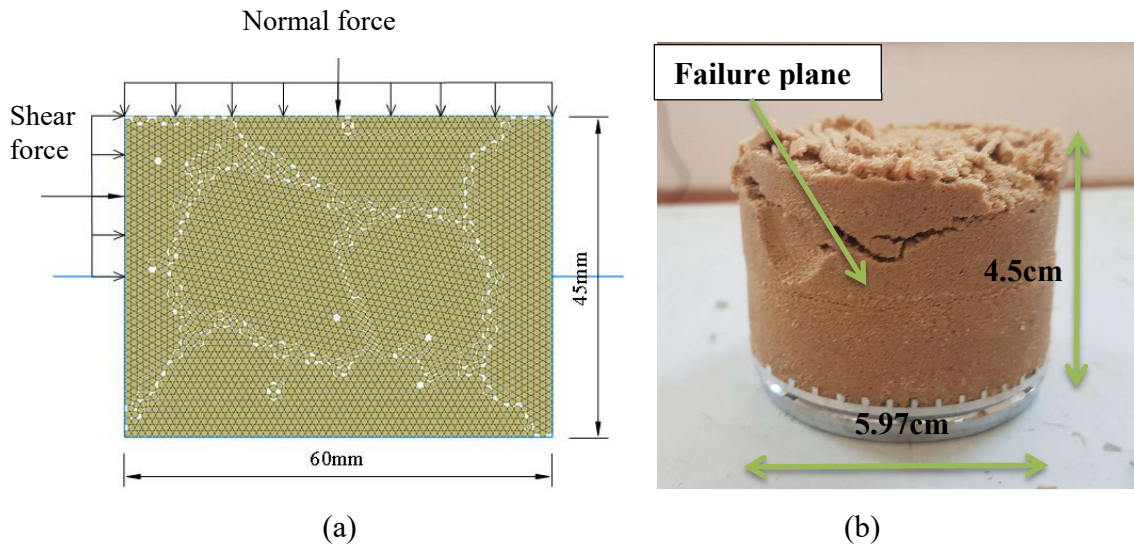 Normal force
Shear
force
45mm
60mm
(a)
Failure plane
4.5cm
5.97cm
(b)